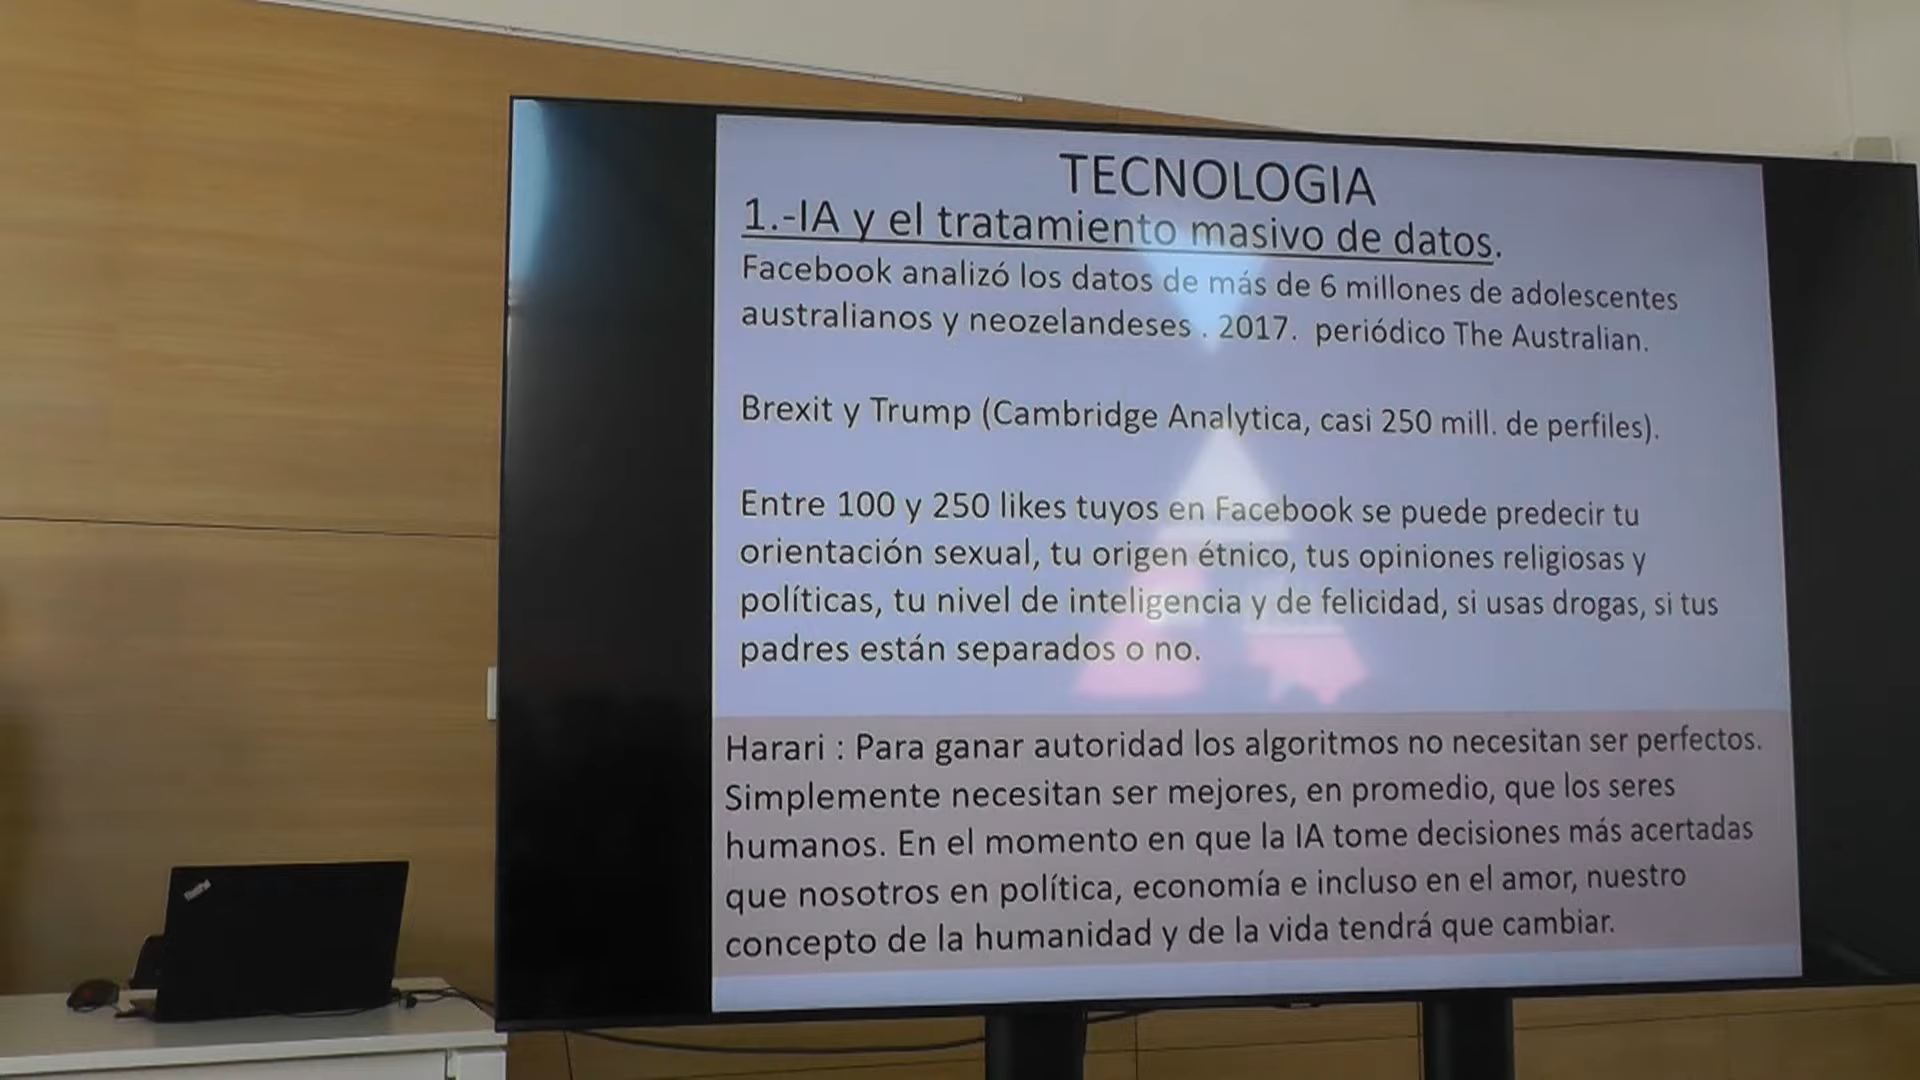 TECNOLOGIA
1.-IA y el tratamiento masivo de datos.
Facebook analizó los datos de más de 6 millones de adolescentes
australianos y neozelandeses . 2017. periódico The Australian.
Brexit y Trump (Cambridge Analytica, casi 250 mill. de perfiles).
Entre 100 y 250 likes tuyos en Facebook se puede predecir tu
orientación sexual, tu origen étnico, tus opiniones religiosas y
políticas, tu nivel de inteligencia y de felicidad, si usas drogas, si tus
padres están separados o no.
Harari : Para ganar autoridad los algoritmos no necesitan ser perfectos.
Simplemente necesitan ser mejores, en promedio, que los seres
humanos. En el momento en que la IA tome decisiones más acertadas
que nosotros en política, economía e incluso en el amor, nuestro
concepto de la humanidad y de la vida tendrá que cambiar.
ThinkPad